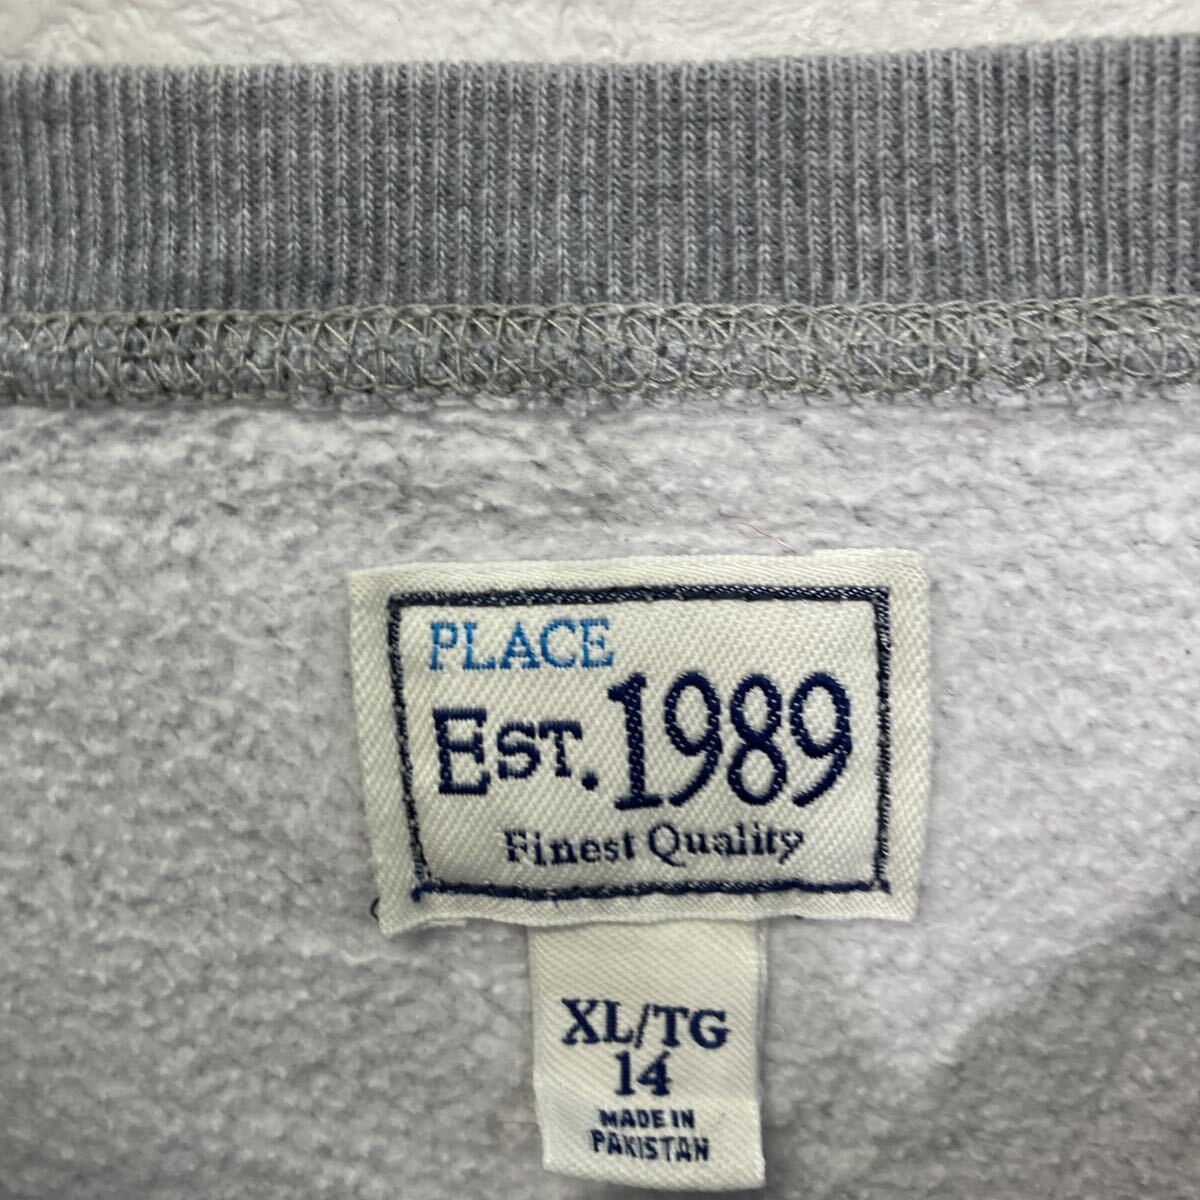 PLACE
EST. 1989
Finest Quality
XL/TG
14
MADE IN
PAKISTAN